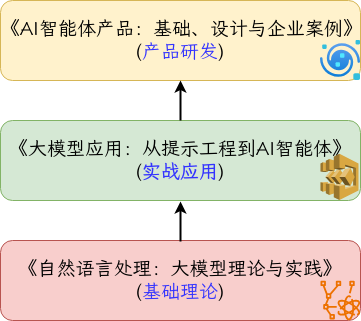 《AI智能体产品：基础、设计与企业案例》
(产品研发)
《大模型应用：从提示工程到AI智能体》
(实战应用)
《自然语言处理：大模型理论与实践》
(基础理论)